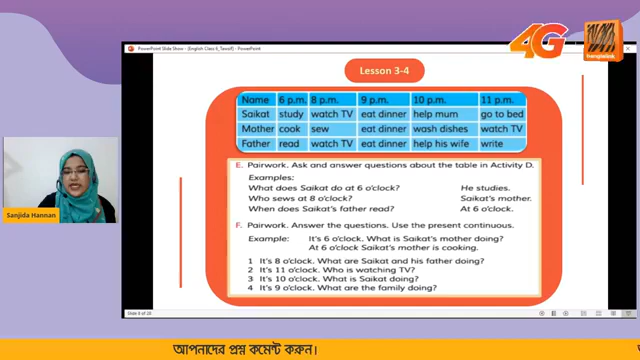 4G
banglalink
PowerPoint Slide Show - [English Class 6_Tawsif] - PowerPoint
Lesson 3-4
Name 6 p.m. 8 p.m. 9 p.m. 10 p.m. 11 p.m.
Saikat study watch TV eat dinner help mum go to bed
Mother cook sew eat dinner wash dishes watch TV
Father read watch TV eat dinner help his wife write
E. Pairwork. Ask and answer questions about the table in Activity D.
Examples:
What does Saikat do at 6 o'clock? He studies.
Who sews at 8 o'clock? Saikat's mother.
When does Saikat's father read? At 6 o'clock.
F. Pairwork. Answer the questions. Use the present continuous.
Example: It's 6 o'clock. What is Saikat's mother doing?
At 6 o'clock Saikat's mother is cooking.
1 It's 8 o'clock. What are Saikat and his father doing?
2 It's 11 o'clock. Who is watching TV?
3 It's 10 o'clock. What is Saikat doing?
4 It's 9 o'clock. What are the family doing?
Sanjida Hannan
আপনাদের প্রশ্ন কমেন্ট করুন।